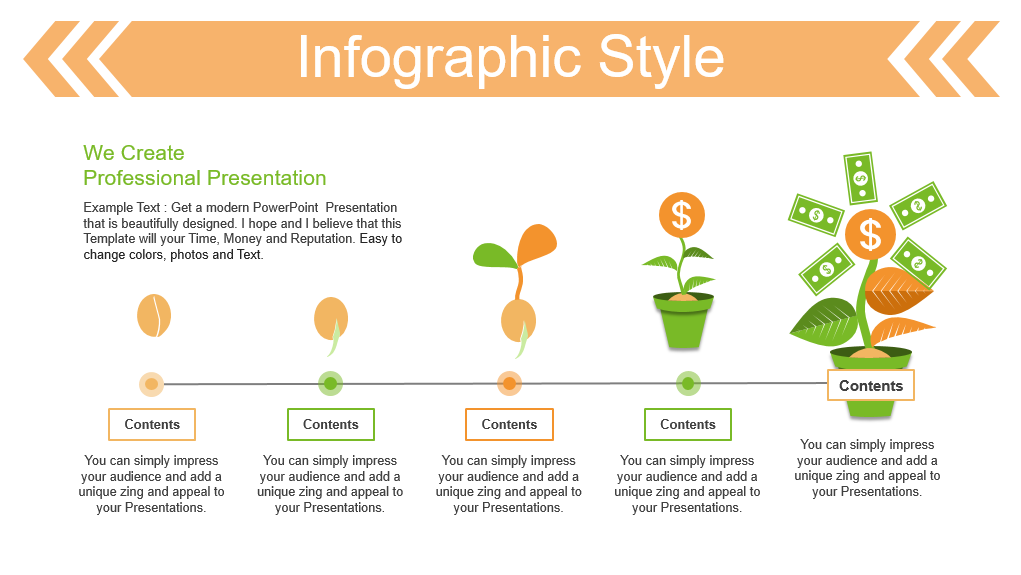 Infographic Style
We Create
Professional Presentation
Example Text : Get a modern PowerPoint  Presentation
that is beautifully designed. I hope and I believe that this
Template will your Time, Money and Reputation. Easy to
change colors, photos and Text.
$
$
$
$
$
$
$
Contents
You can simply impress
your audience and add a
unique zing and appeal to
your Presentations.
Contents
You can simply impress
your audience and add a
unique zing and appeal to
your Presentations.
Contents
You can simply impress
your audience and add a
unique zing and appeal to
your Presentations.
Contents
You can simply impress
your audience and add a
unique zing and appeal to
your Presentations.
Contents
You can simply impress
your audience and add a
unique zing and appeal to
your Presentations.